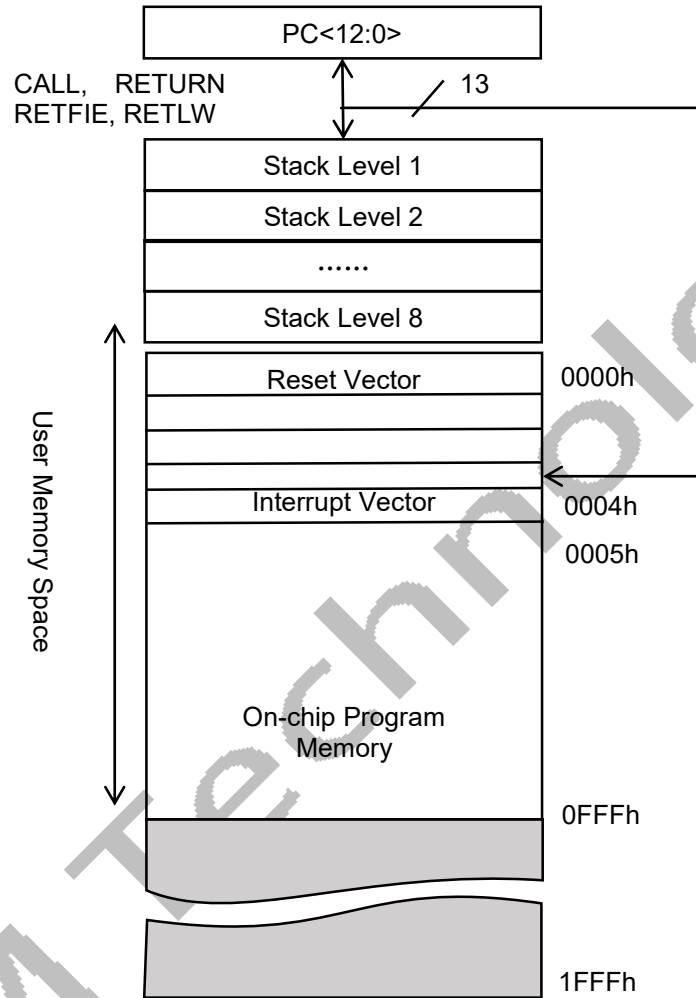 PC<12:0>
CALL, RETURN
RETFIE, RETLW
13
Stack Level 1
Stack Level 2
......
Stack Level 8
Reset Vector
0000h
Interrupt Vector
0004h
0005h
User Memory Space
On-chip Program
Memory
0FFFh
1FFFh